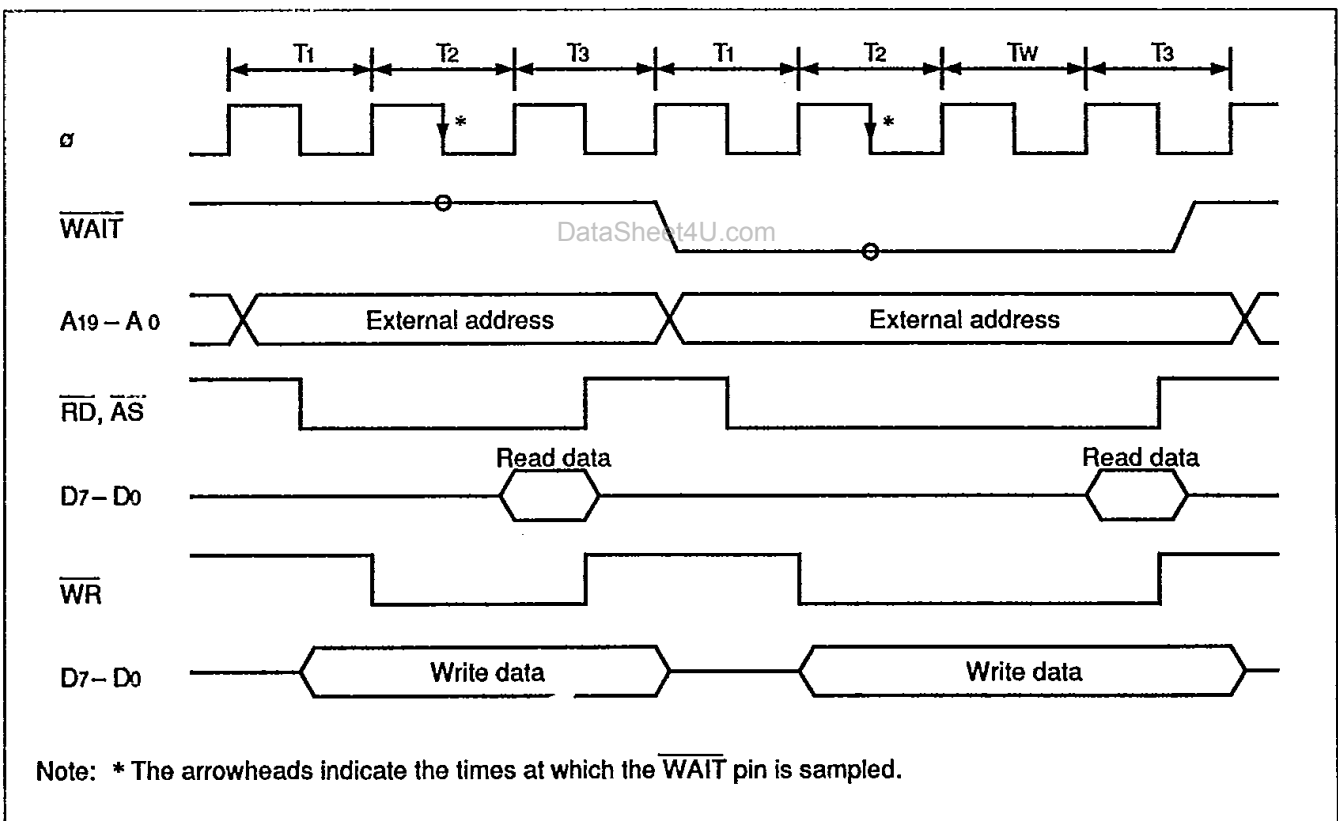 T1 T2 T3 T1 T2 TW T3
ø * *
WAIT
DataSheet4U.com
A19 – A0 External address External address
RD, AS
Read data Read data
D7 – D0
WR
D7 – D0 Write data Write data
Note: * The arrowheads indicate the times at which the WAIT pin is sampled.